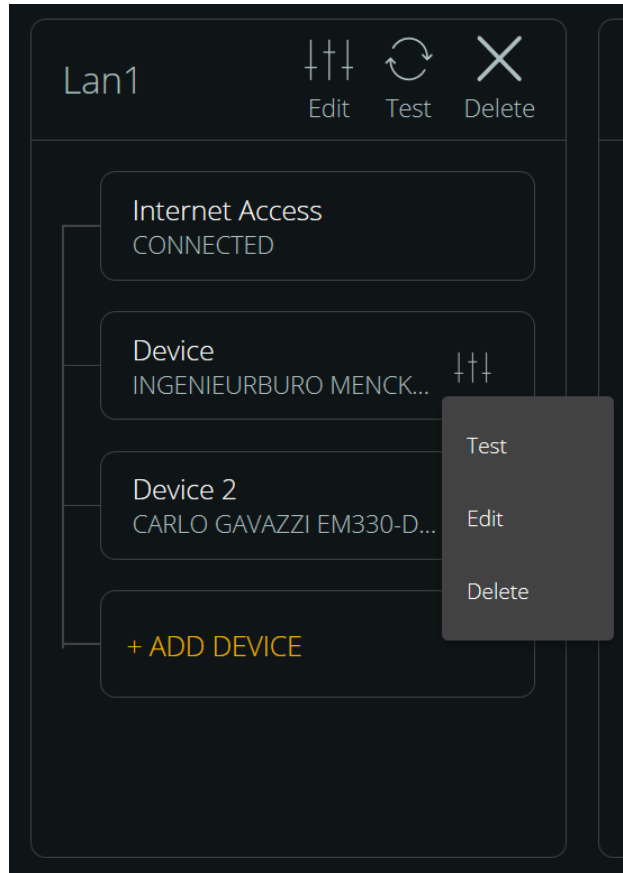 Lan1
Edit
Test
Delete
Internet Access
CONNECTED
Device
INGENIEURBURO MENCK...
Test
Device 2
CARLO GAVAZZI EM330-D...
Edit
Delete
+ ADD DEVICE